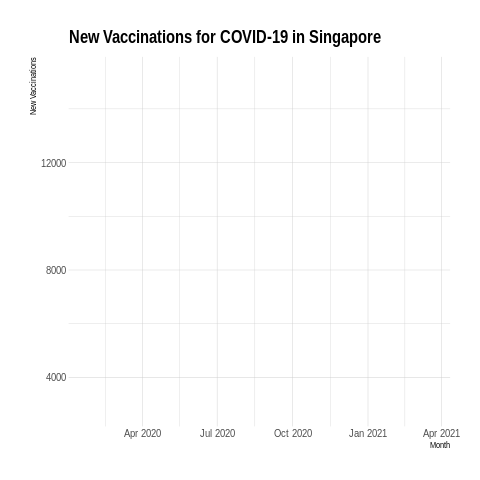 New Vaccinations for COVID-19 in Singapore
New Vaccinations
12000
8000
4000
Apr 2020 Jul 2020 Oct 2020 Jan 2021 Apr 2021
Month